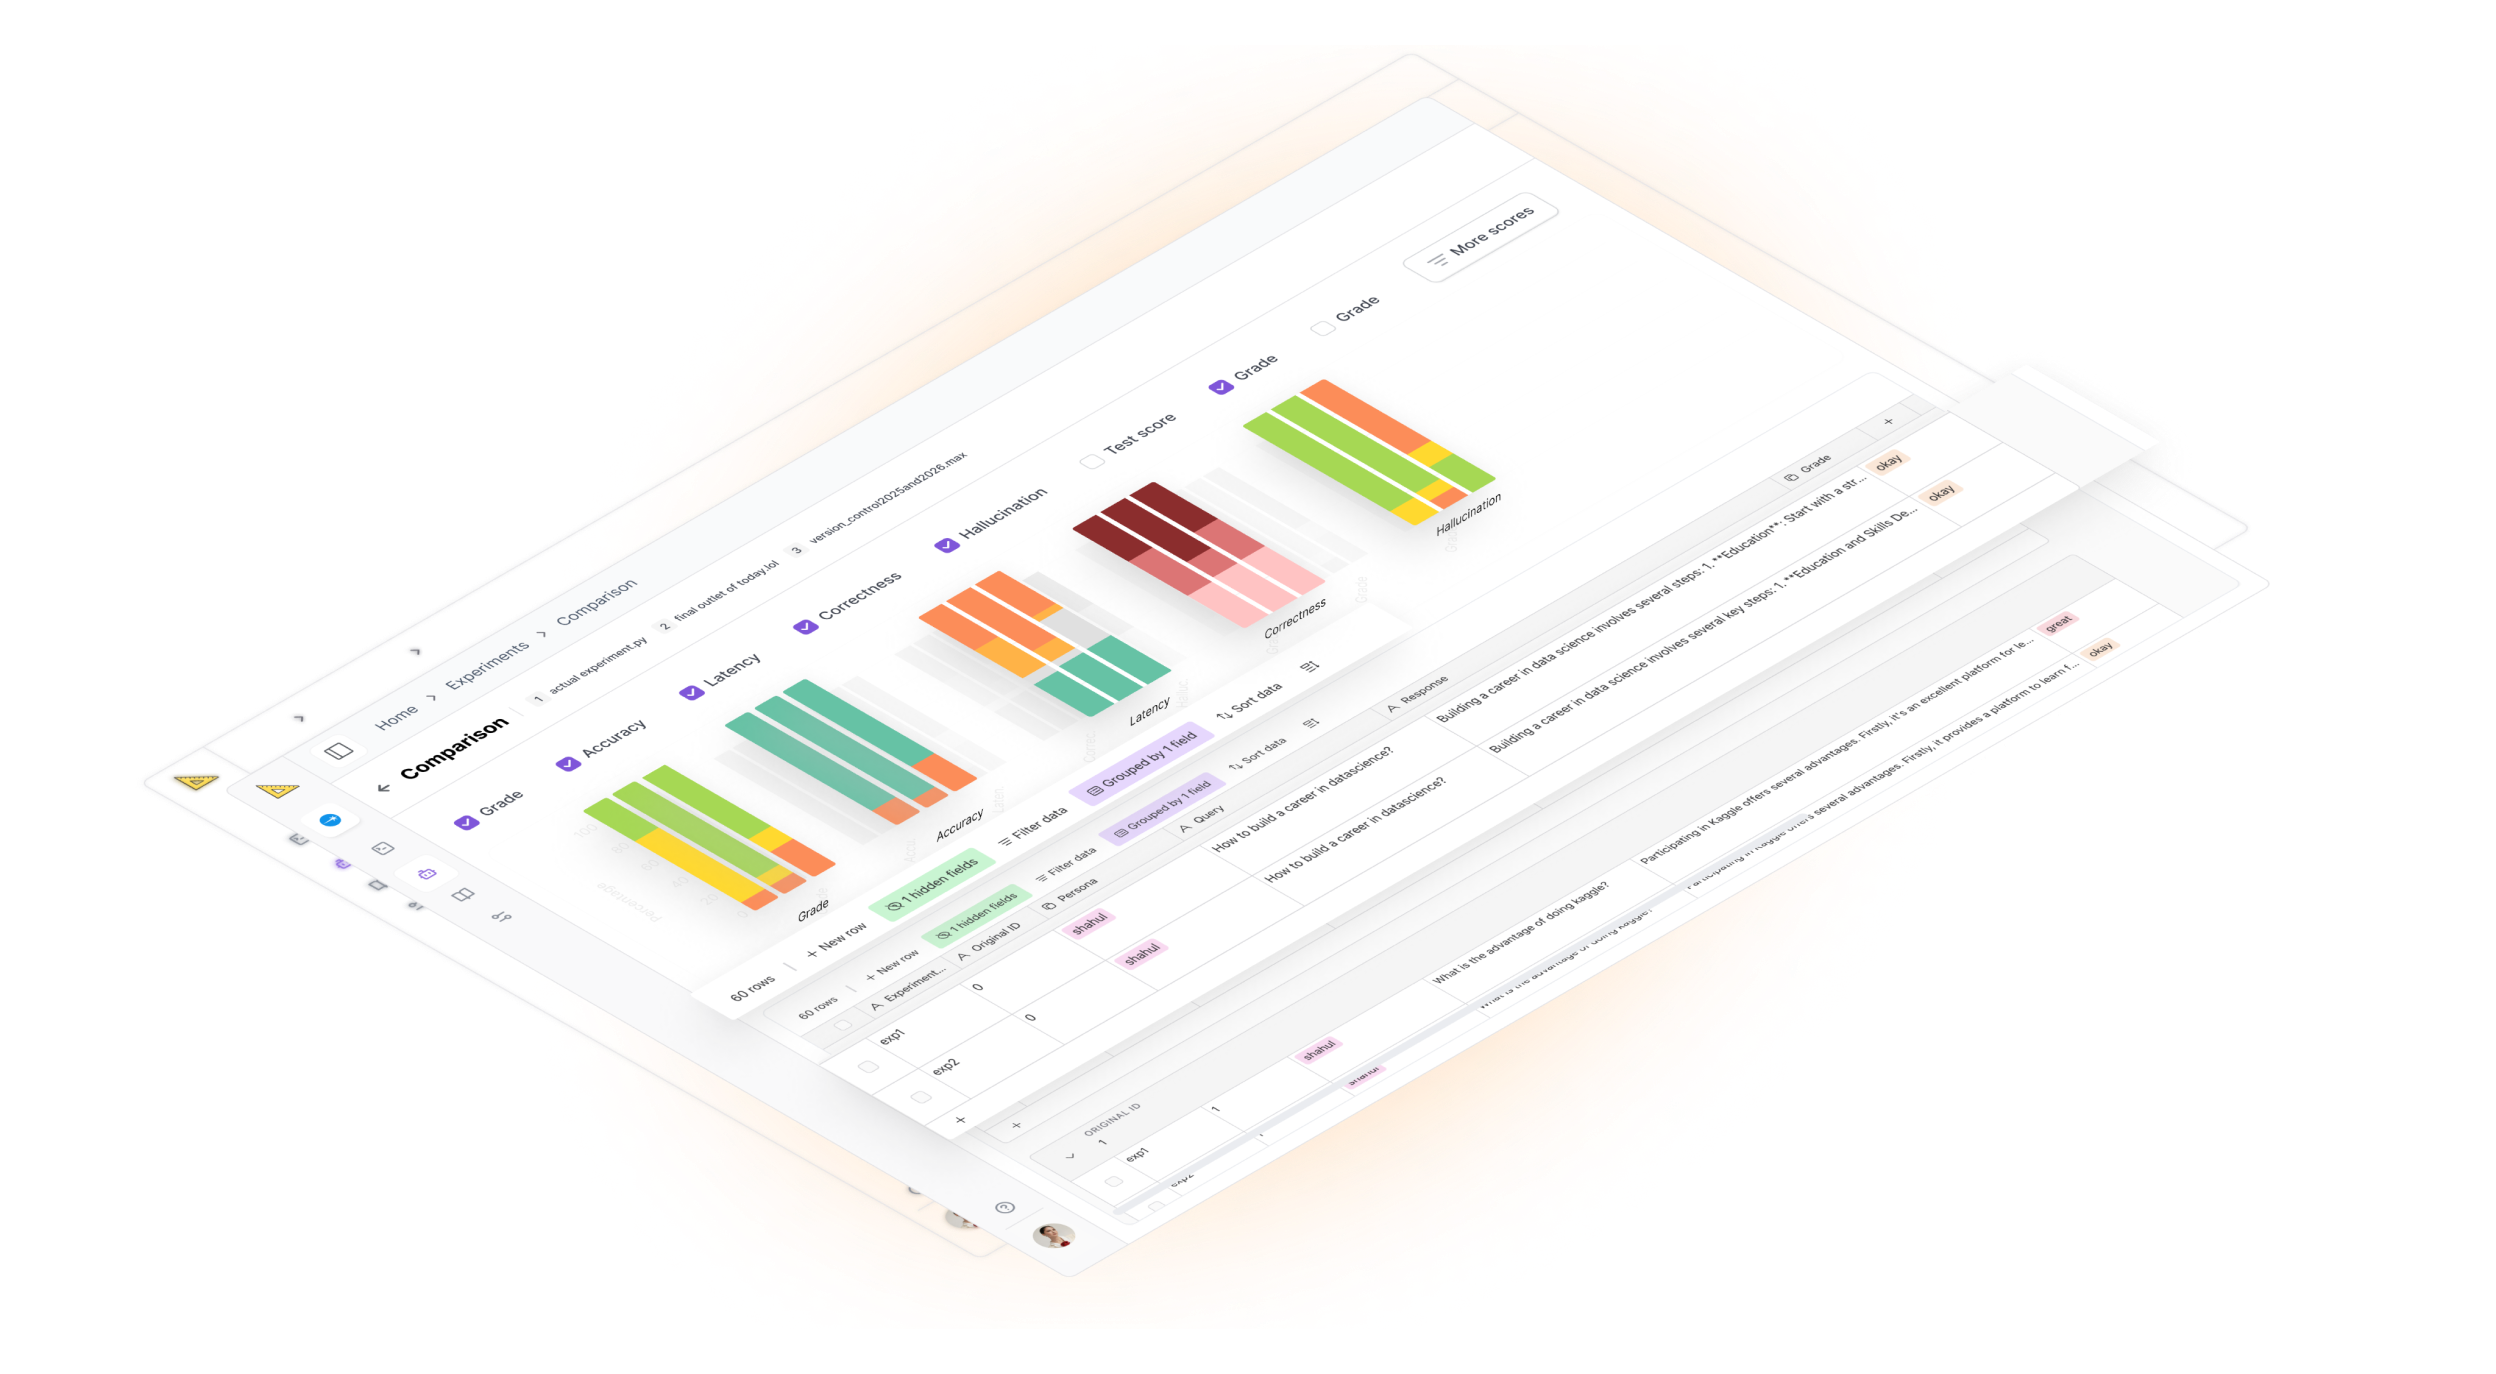 Home > Experiments > Comparison
Comparison
1 actual experiment.py 2 final outlet of today.lol 3 version_control2025and2026.max
Grade Accuracy Latency Correctness Hallucination Test score Grade Grade More scores
100
80
60
40
20
0
Percentage
Grade Accuracy Latency Correctness Hallucination
60 rows + New row 1 hidden fields Filter data Grouped by 1 field Sort data
60 rows + New row 1 hidden fields Filter data Grouped by 1 field Sort data
Experiment... Original ID Persona Query Response Grade +
exp1 0 shahul How to build a career in datascience? Building a career in data science involves several steps: 1. **Education**: Start with a str... okay
exp2 0 shahul How to build a career in datascience? Building a career in data science involves several key steps: 1. **Education and Skills De... okay
+
+
ORIGINAL ID
1
exp1 1 shahul What is the advantage of doing kaggle? Participating in Kaggle offers several advantages. Firstly, it's an excellent platform for le... great
exp2 shahul What is the advantage of doing kaggle? Participating in Kaggle offers several advantages. Firstly, it provides a platform to learn f... okay